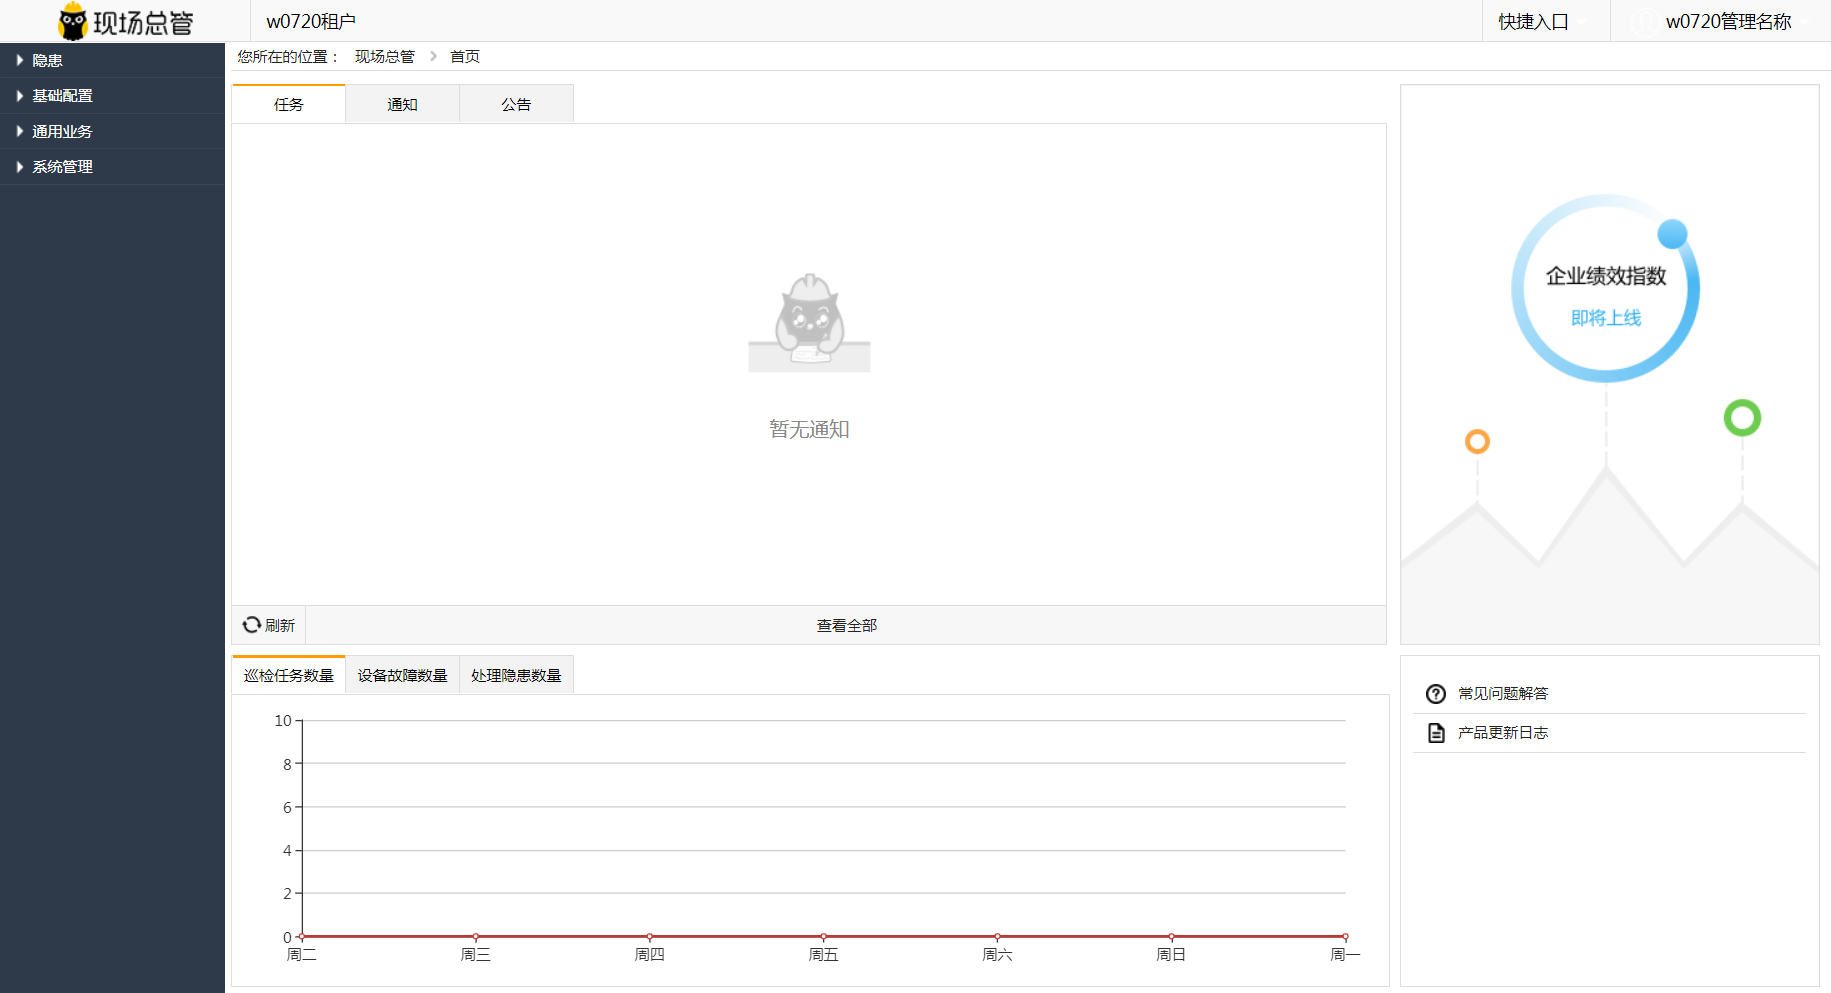 现场总管
w0720租户
快捷入口
w0720管理名称
隐患
基础配置
通用业务
系统管理
您所在的位置： 现场总管 首页
任务 通知 公告
暂无通知
刷新 查看全部
企业绩效指数
即将上线
巡检任务数量 设备故障数量 处理隐患数量
10
8
6
4
2
0
周二 周三 周四 周五 周六 周日 周一
常见问题解答
产品更新日志